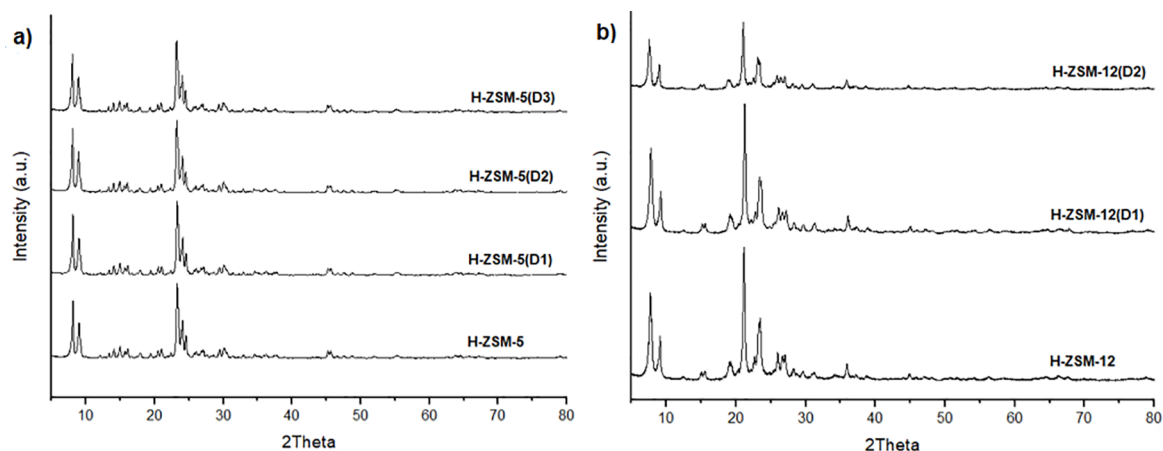 a)
H-ZSM-5(D3)
H-ZSM-5(D2)
H-ZSM-5(D1)
H-ZSM-5
Intensity (a.u.)
10 20 30 40 50 60 70 80
2Theta
b)
H-ZSM-12(D2)
H-ZSM-12(D1)
H-ZSM-12
Intensity (a.u.)
10 20 30 40 50 60 70 80
2Theta